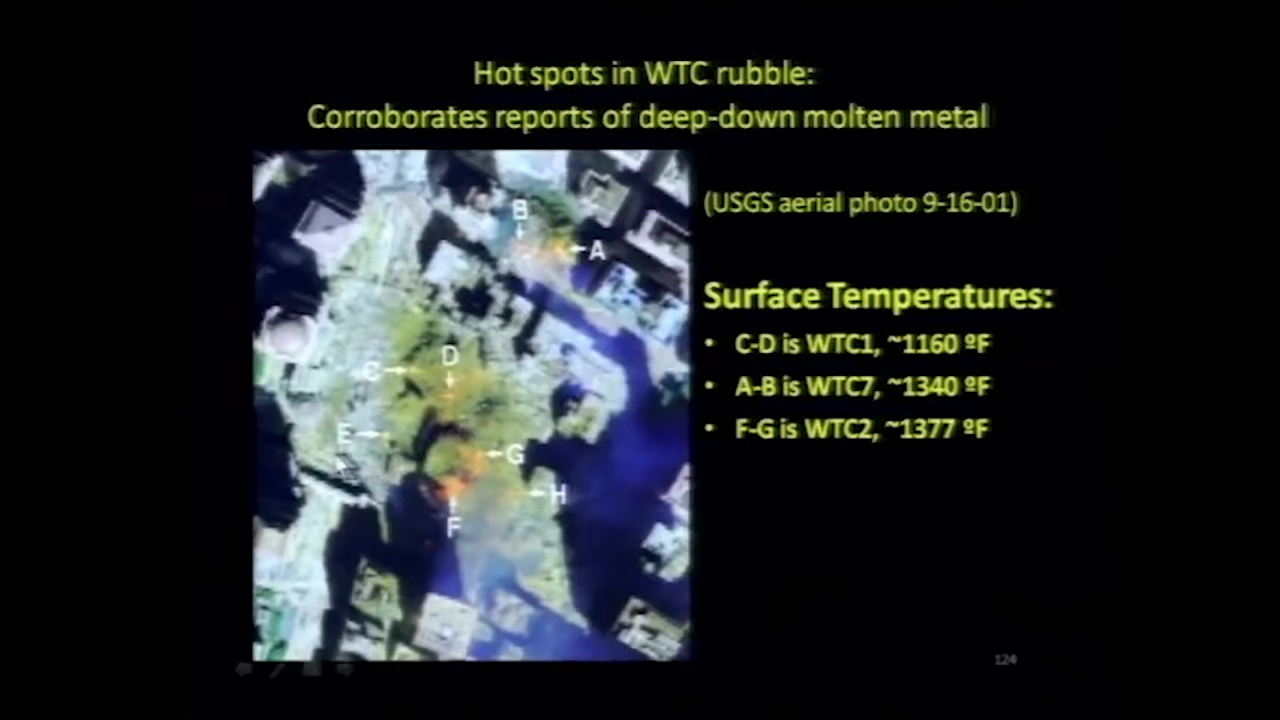 Hot spots in WTC rubble:
Corroborates reports of deep-down molten metal
(USGS aerial photo 9-16-01)
B
A
Surface Temperatures:
• C-D is WTC1, ~1160 ºF
D
C
• A-B is WTC7, ~1340 ºF
• F-G is WTC2, ~1377 ºF
E
G
H
F
124